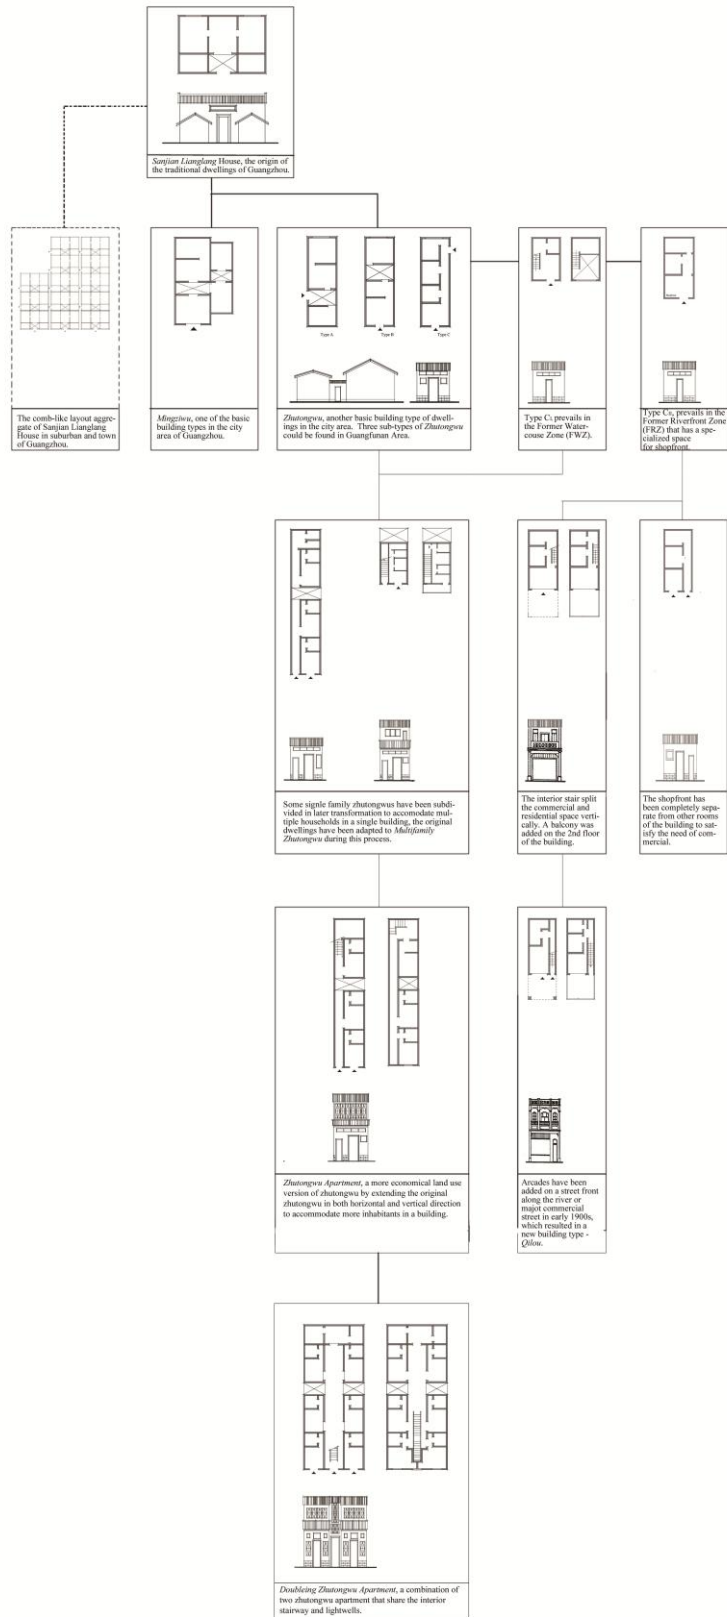 Sanjian Lianglang House, the origin of
the traditional dwellings of Guangzhou.
The comb-like layout aggre-
gate of Sanjian Lianglang
House in suburban and town
of Guangzhou.
Mingziwu, one of the basic
building types in the city
area of Guangzhou.
Type A
Type B
Type C
Zhutongwu, another basic building type of dwell-
ings in the city area. Three sub-types of Zhutongwu
could be found in Guangfunan Area.
Type C1 prevails in
the Former Water-
couse Zone (FWZ).
Type CR, prevails in the
Former Riverfront Zone
(FRZ) that has a spe-
cialized space
for shopfront.
Some signle family zhutongwus have been subdi-
vided in later transformation to accomodate mul-
tiple households in a single building, the original
dwellings have been adapted to Multifamily
Zhutongwu during this process.
The interior stair split
the commercial and
residential space verti-
cally. A balcony was
added on the 2nd floor
of the building.
The shopfront has
been completely sepa-
rate from other rooms
of the building to sat-
isfy the need of com-
mercial.
Zhutongwu Apartment, a more economical land use
version of zhutongwu by extending the original
zhutongwu in both horizontal and vertical direction
to accommodate more inhabitants in a building.
Arcades have been
added on a street front
along the river or
major commercial
street in early 1900s,
which resulted in a
new building type -
Qilou.
Doubleing Zhutongwu Apartment, a combination of
two zhutongwu apartment that share the interior
stairway and lightwells.